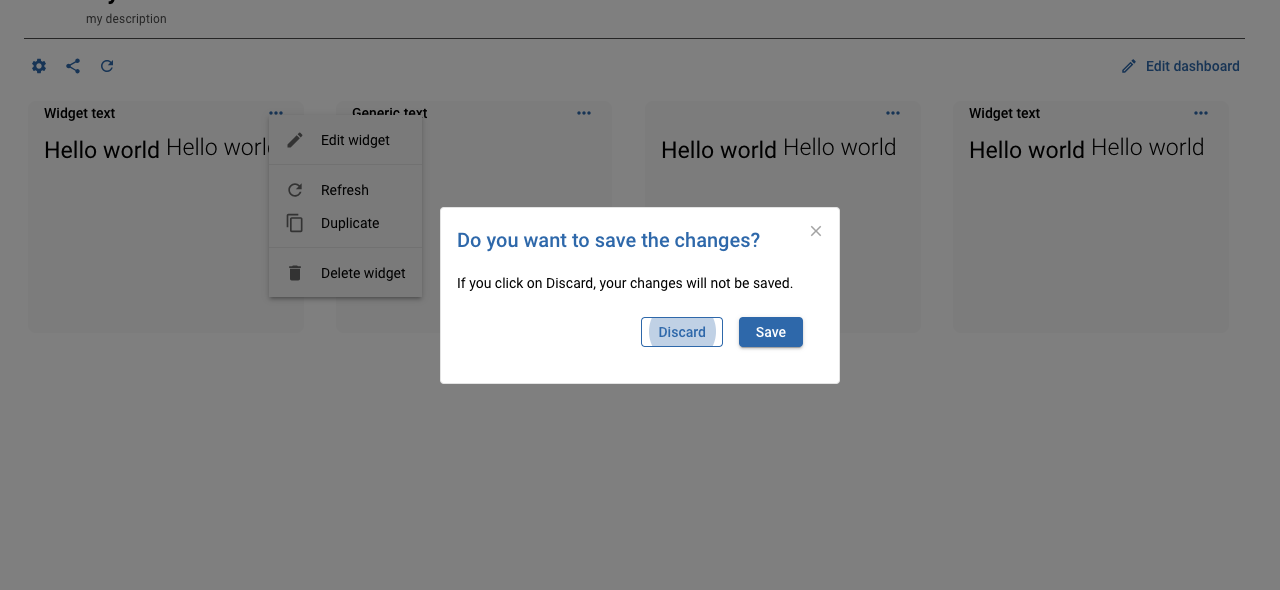 my description
Edit dashboard
Widget text
Generic text
Widget text
Hello world Hello world
Hello world Hello world
Hello world Hello world
Edit widget
Refresh
Duplicate
Delete widget
Do you want to save the changes?
If you click on Discard, your changes will not be saved.
Discard
Save